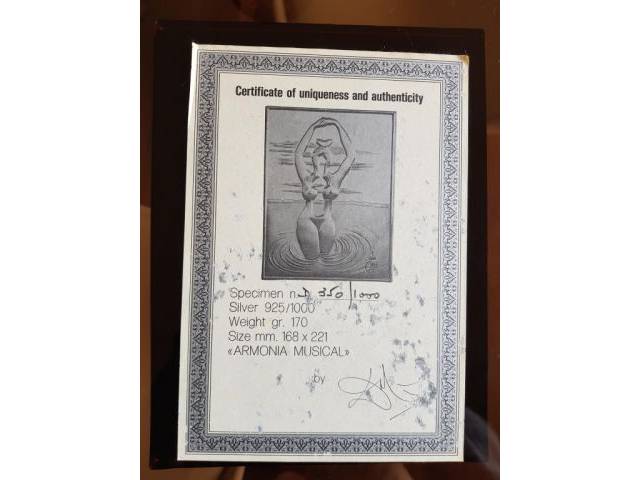 Certificate of uniqueness and authenticity
Specimen n. 350/1000
Silver 925/1000
Weight gr. 170
Size mm. 168 x 221
«ARMONIA MUSICAL»
by